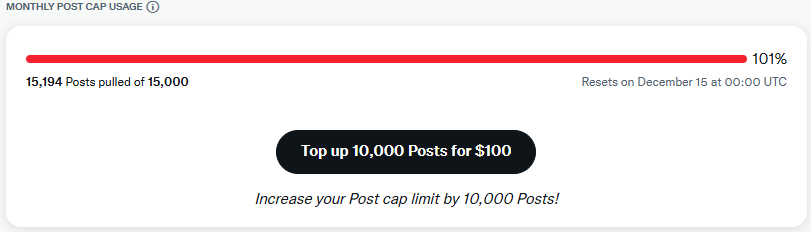 MONTHLY POST CAP USAGE
101%
15,194 Posts pulled of 15,000
Resets on December 15 at 00:00 UTC
Top up 10,000 Posts for $100
Increase your Post cap limit by 10,000 Posts!